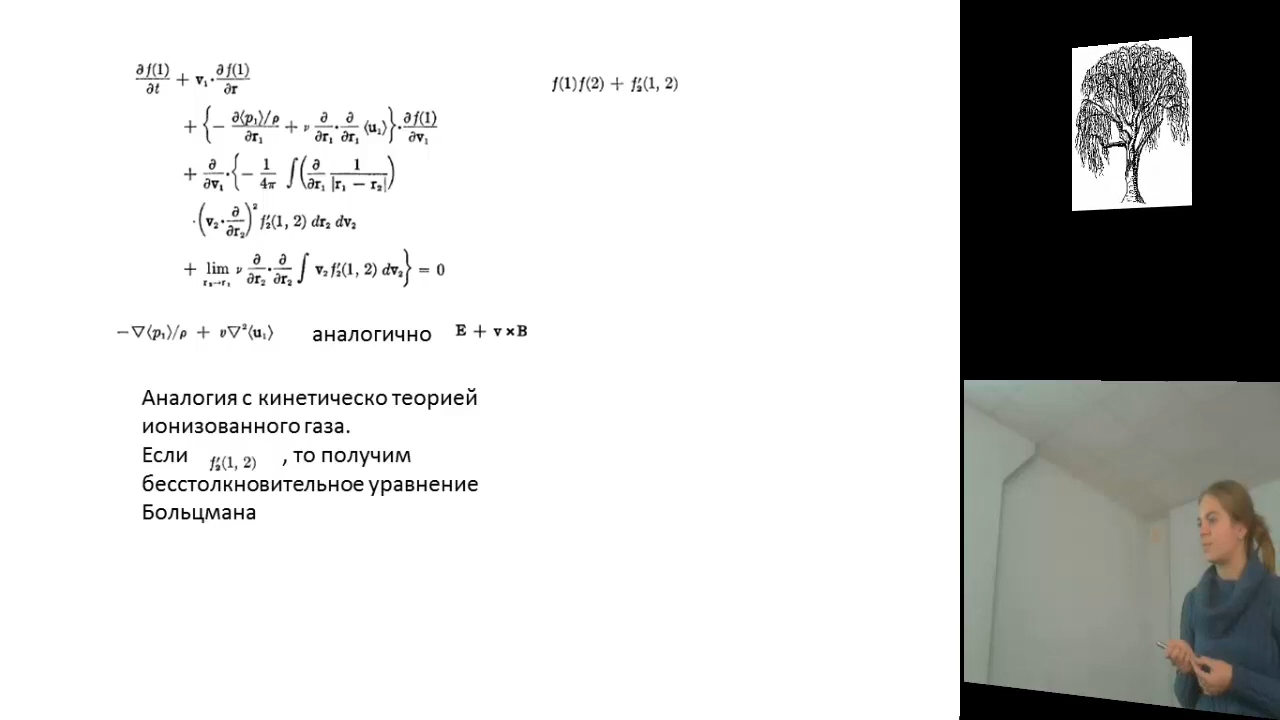 ∂f(1)/∂t + v₁·∂f(1)/∂r
f(1)f(2) + f₂′(1, 2)
+ {− ∂⟨p₁⟩/ρ / ∂r₁ + ν ∂/∂r₁·∂/∂r₁ ⟨u₁⟩}·∂f(1)/∂v₁
+ ∂/∂v₁·{− 1/4π ∫(∂/∂r₁ 1/|r₁ − r₂|)
·(v₂·∂/∂r₂)² f₂′(1, 2) dr₂ dv₂
+ lim r₂→r₁ ν ∂/∂r₂·∂/∂r₂ ∫ v₂f₂′(1, 2) dv₂} = 0
−∇⟨p₁⟩/ρ + ν∇²⟨u₁⟩ аналогично E + v × B
Аналогия с кинетическо теорией
ионизованного газа.
Если f₂′(1, 2) , то получим
бесстолкновительное уравнение
Больцмана